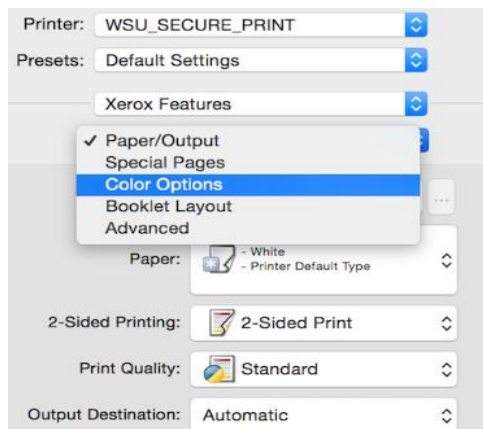 Printer: WSU_SECURE_PRINT
Presets: Default Settings
Xerox Features
✓ Paper/Output
Special Pages
Color Options
Booklet Layout
Advanced
...
Paper: - White
- Printer Default Type
2-Sided Printing: 2-Sided Print
Print Quality: Standard
Output Destination: Automatic